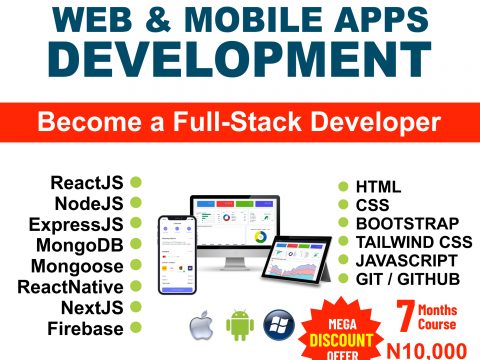 WEB & MOBILE APPS
DEVELOPMENT
Become a Full-Stack Developer
ReactJS
NodeJS
ExpressJS
MongoDB
Mongoose
ReactNative
NextJS
Firebase
HTML
CSS
BOOTSTRAP
TAILWIND CSS
JAVASCRIPT
GIT / GITHUB
MEGA
DISCOUNT
OFFER
7 Months
Course
N10,000